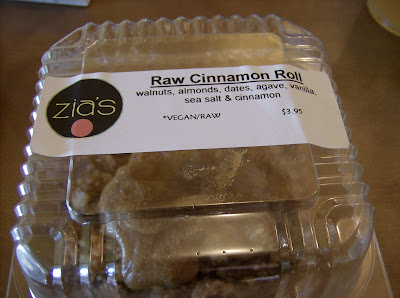 zia's
Raw Cinnamon Roll
walnuts, almonds, dates, agave, vanilla,
sea salt & cinnamon
*VEGAN/RAW
$3.95